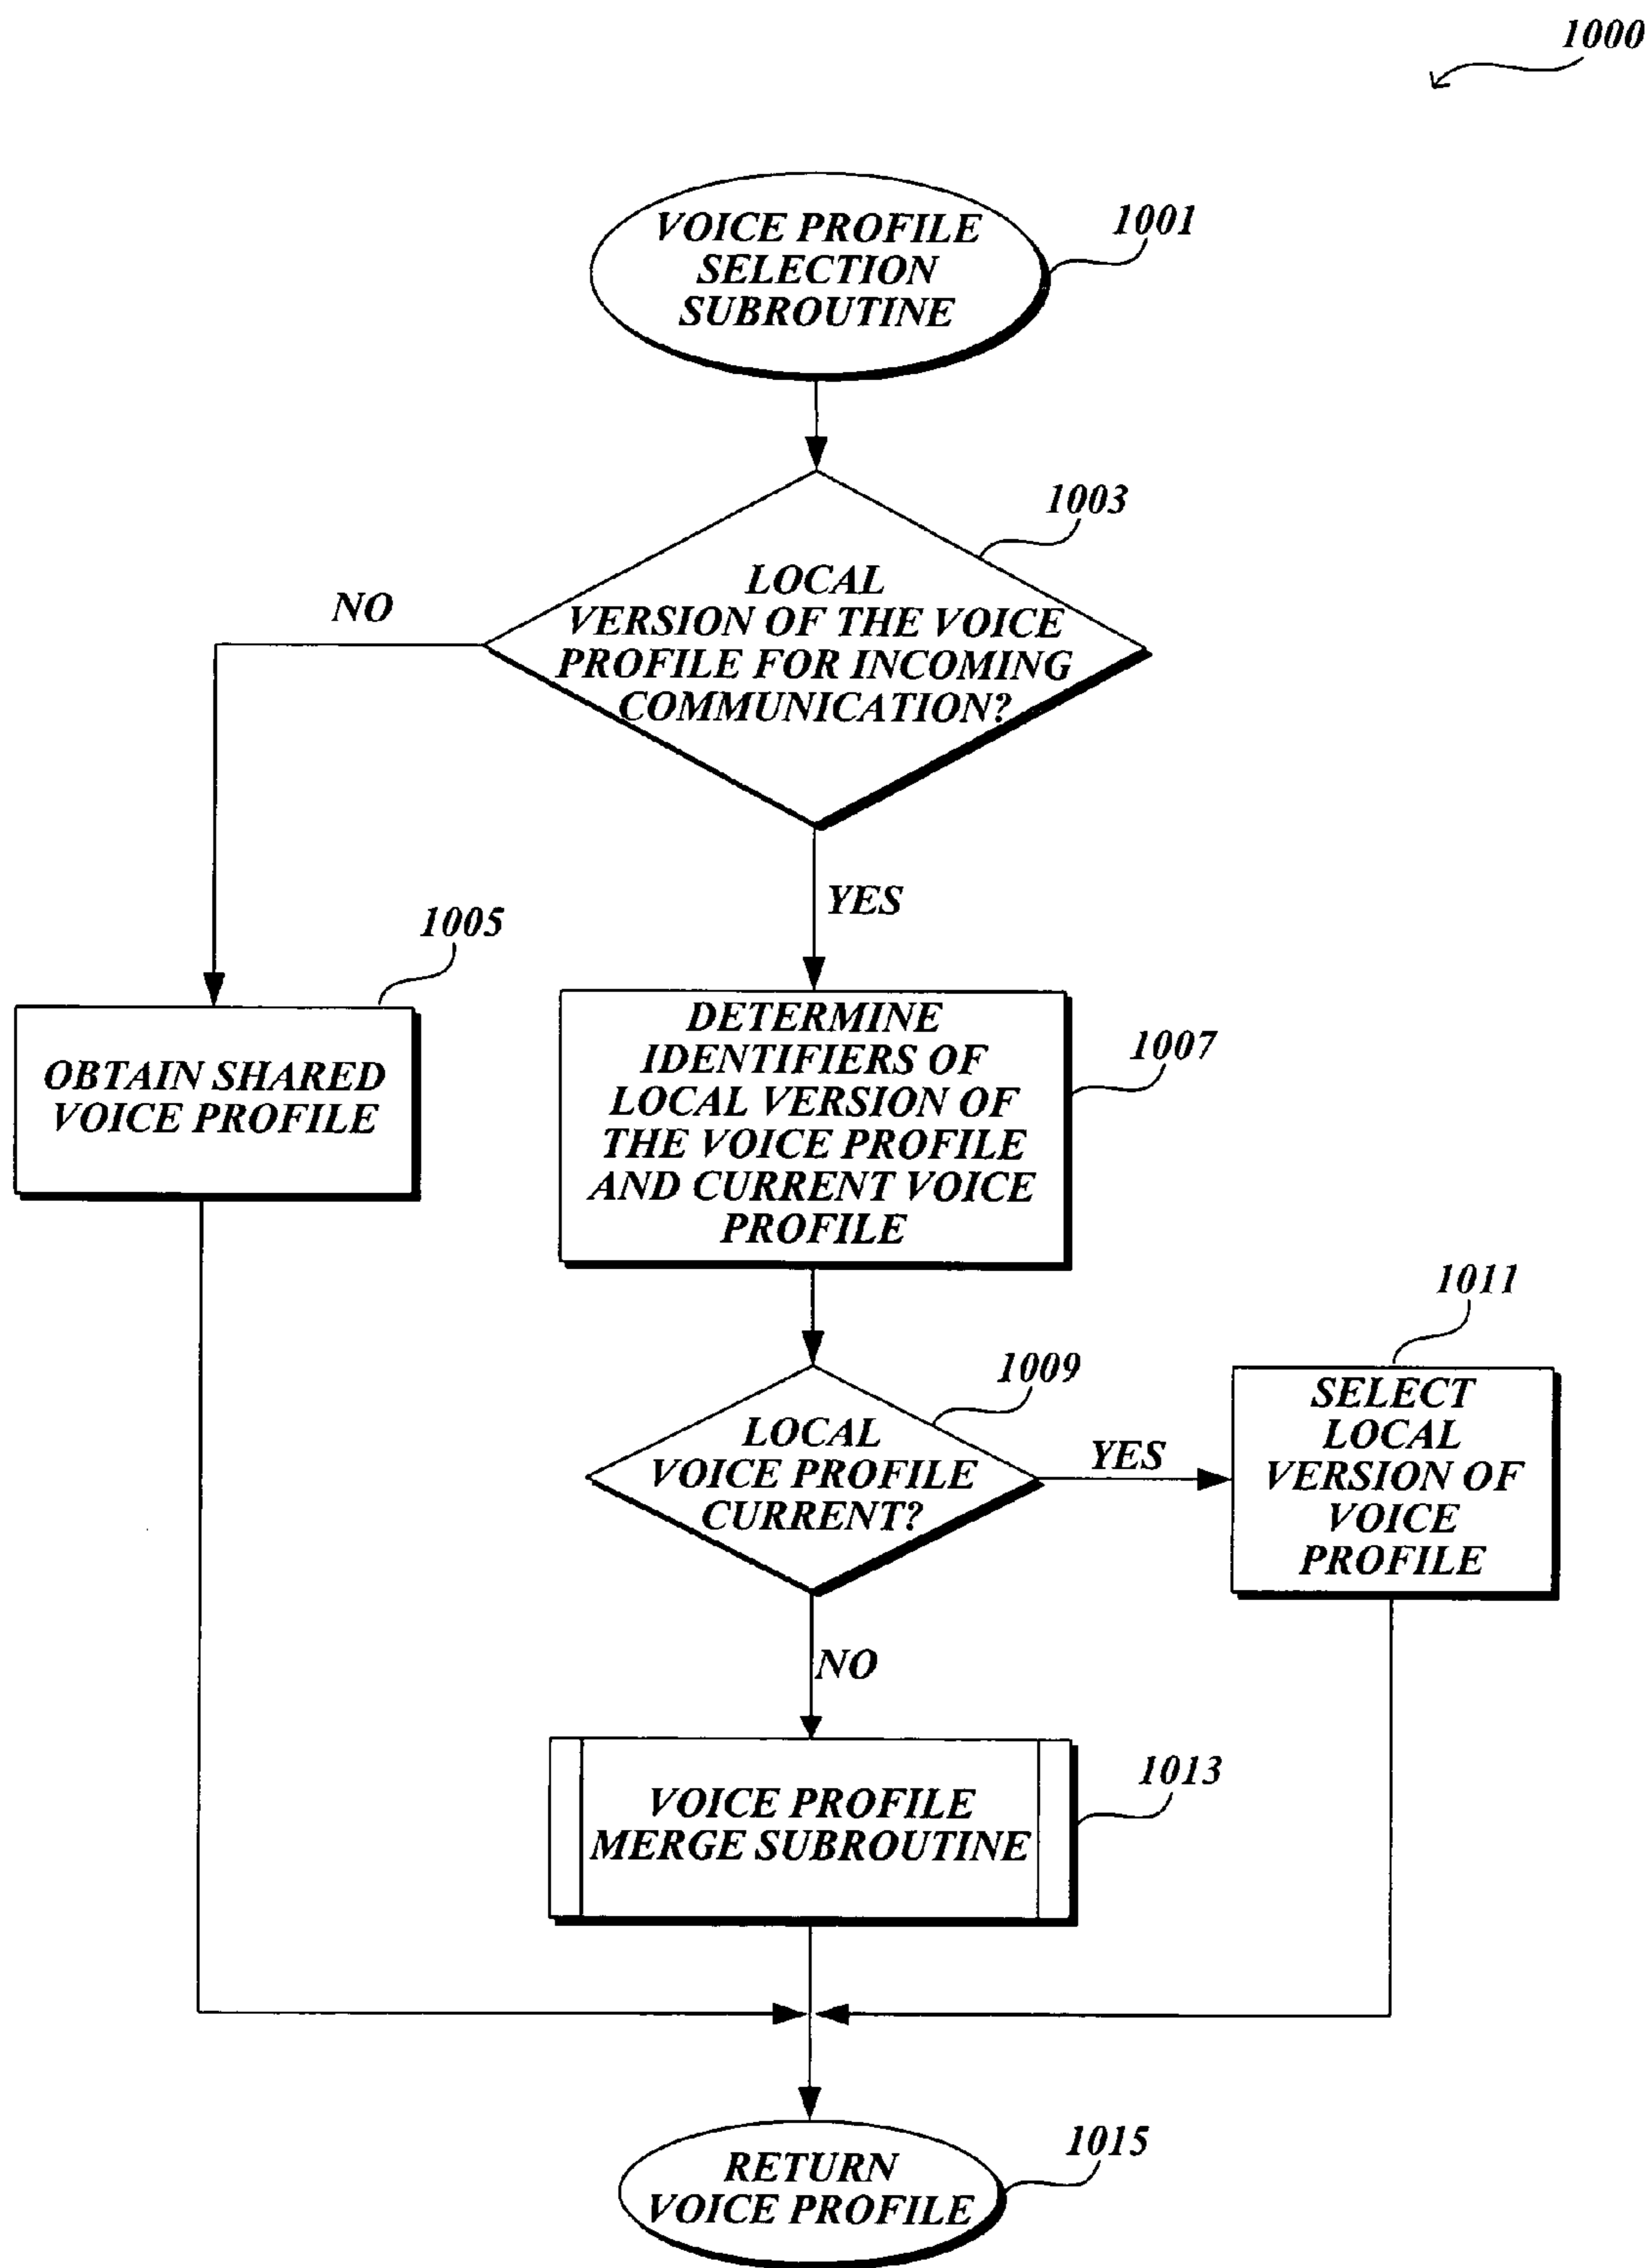 1000
VOICE PROFILE
SELECTION
SUBROUTINE
1001
1003
LOCAL
VERSION OF THE VOICE
PROFILE FOR INCOMING
COMMUNICATION?
NO
YES
1005
OBTAIN SHARED
VOICE PROFILE
DETERMINE
IDENTIFIERS OF
LOCAL VERSION OF
THE VOICE PROFILE
AND CURRENT VOICE
PROFILE
1007
1009
LOCAL
VOICE PROFILE
CURRENT?
YES
1011
SELECT
LOCAL
VERSION OF
VOICE
PROFILE
NO
VOICE PROFILE
MERGE SUBROUTINE
1013
RETURN
VOICE PROFILE
1015